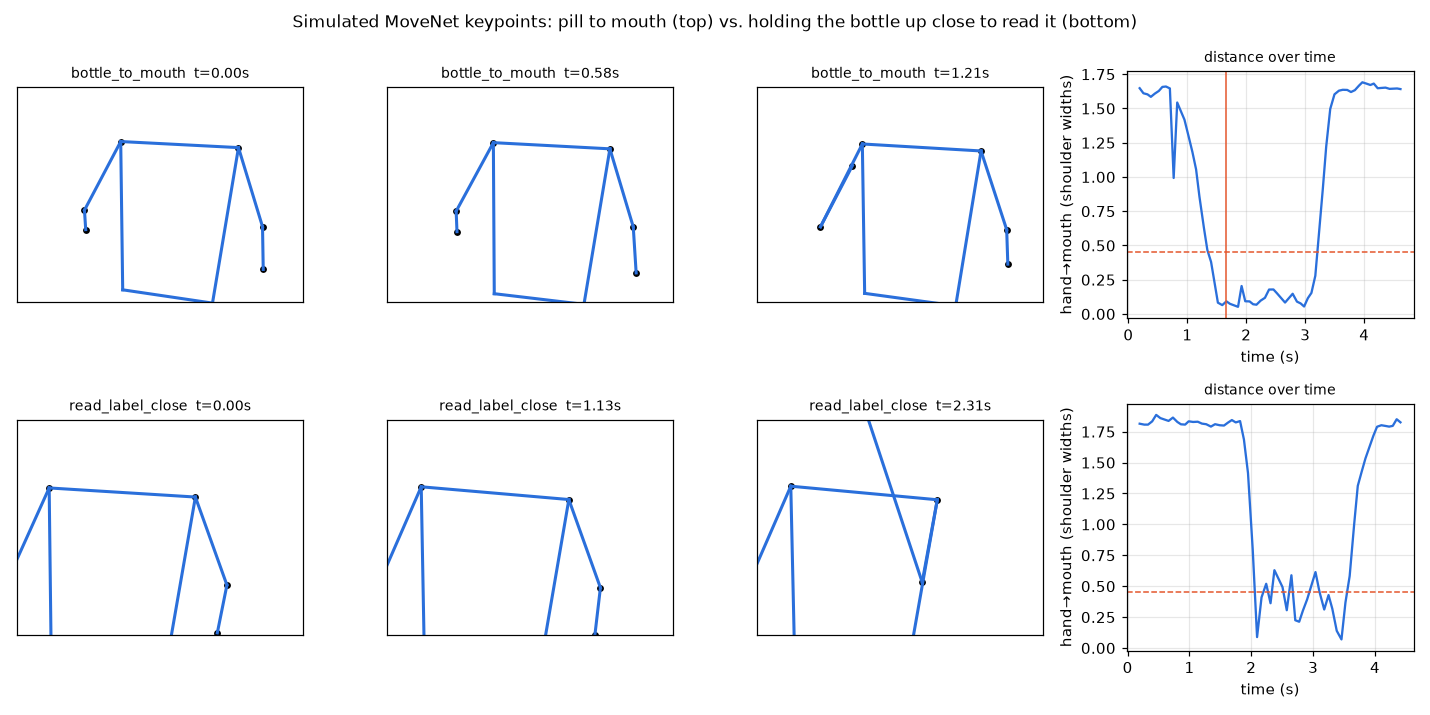 Simulated MoveNet keypoints: pill to mouth (top) vs. holding the bottle up close to read it (bottom)
bottle_to_mouth t=0.00s
bottle_to_mouth t=0.58s
bottle_to_mouth t=1.21s
distance over time
hand→mouth (shoulder widths)
1.75
1.50
1.25
1.00
0.75
0.50
0.25
0.00
0 1 2 3 4
time (s)
read_label_close t=0.00s
read_label_close t=1.13s
read_label_close t=2.31s
distance over time
hand→mouth (shoulder widths)
1.75
1.50
1.25
1.00
0.75
0.50
0.25
0.00
0 1 2 3 4
time (s)